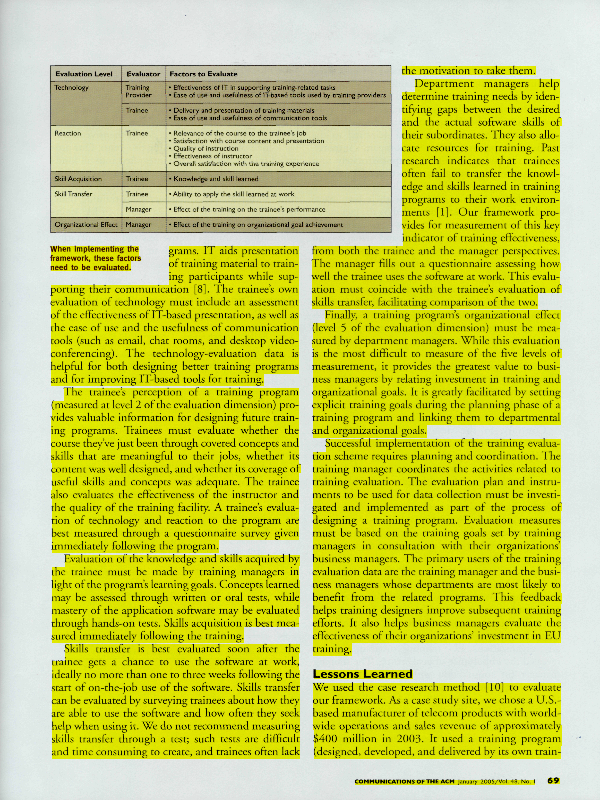 Evaluation Level Evaluator Factors to Evaluate
Technology Training Provider • Effectiveness of IT in supporting training-related tasks
• Ease of use and usefulness of IT-based tools used by training providers
Trainee • Delivery and presentation of training materials
• Ease of use and usefulness of communication tools
Reaction Trainee • Relevance of the course to the trainee's job
• Satisfaction with course content and presentation
• Quality of instruction
• Effectiveness of instructor
• Overall satisfaction with the training experience
Skill Acquisition Trainee • Knowledge and skill learned
Skill Transfer Trainee • Ability to apply the skill learned at work
Manager • Effect of the training on the trainee's performance
Organizational Effect Manager • Effect of the training on organizational goal achievement
When implementing the
framework, these factors
need to be evaluated.
grams. IT aids presentation
of training material to train-
ing participants while sup-
porting their communication [8]. The trainee's own
evaluation of technology must include an assessment
of the effectiveness of IT-based presentation, as well as
the ease of use and the usefulness of communication
tools (such as email, chat rooms, and desktop video-
conferencing). The technology-evaluation data is
helpful for both designing better training programs
and for improving IT-based tools for training.
The trainee's perception of a training program
(measured at level 2 of the evaluation dimension) pro-
vides valuable information for designing future train-
ing programs. Trainees must evaluate whether the
course they've just been through covered concepts and
skills that are meaningful to their jobs, whether its
content was well designed, and whether its coverage of
useful skills and concepts was adequate. The trainee
also evaluates the effectiveness of the instructor and
the quality of the training facility. A trainee's evalua-
tion of technology and reaction to the program are
best measured through a questionnaire survey given
immediately following the program.
Evaluation of the knowledge and skills acquired by
the trainee must be made by training managers in
light of the program's learning goals. Concepts learned
may be assessed through written or oral tests, while
mastery of the application software may be evaluated
through hands-on tests. Skills acquisition is best mea-
sured immediately following the training.
Skills transfer is best evaluated soon after the
trainee gets a chance to use the software at work,
ideally no more than one to three weeks following the
start of on-the-job use of the software. Skills transfer
can be evaluated by surveying trainees about how they
are able to use the software and how often they seek
help when using it. We do not recommend measuring
skills transfer through a test; such tests are difficult
and time consuming to create, and trainees often lack
the motivation to take them.
Department managers help
determine training needs by iden-
tifying gaps between the desired
and the actual software skills of
their subordinates. They also allo-
cate resources for training. Past
research indicates that trainees
often fail to transfer the knowl-
edge and skills learned in training
programs to their work environ-
ments [1]. Our framework pro-
vides for measurement of this key
indicator of training effectiveness,
from both the trainee and the manager perspectives.
The manager fills out a questionnaire assessing how
well the trainee uses the software at work. This evalu-
ation must coincide with the trainee's evaluation of
skills transfer, facilitating comparison of the two.
Finally, a training program's organizational effect
(level 5 of the evaluation dimension) must be mea-
sured by department managers. While this evaluation
is the most difficult to measure of the five levels of
measurement, it provides the greatest value to busi-
ness managers by relating investment in training and
organizational goals. It is greatly facilitated by setting
explicit training goals during the planning phase of a
training program and linking them to departmental
and organizational goals.
Successful implementation of the training evalua-
tion scheme requires planning and coordination. The
training manager coordinates the activities related to
training evaluation. The evaluation plan and instru-
ments to be used for data collection must be investi-
gated and implemented as part of the process of
designing a training program. Evaluation measures
must be based on the training goals set by training
managers in consultation with their organizations'
business managers. The primary users of the training
evaluation data are the training manager and the busi-
ness managers whose departments are most likely to
benefit from the related programs. This feedback
helps training designers improve subsequent training
efforts. It also helps business managers evaluate the
effectiveness of their organizations' investment in EU
training.
Lessons Learned
We used the case research method [10] to evaluate
our framework. As a case study site, we chose a U.S.-
based manufacturer of telecom products with world-
wide operations and sales revenue of approximately
$400 million in 2003. It used a training program
(designed, developed, and delivered by its own train-
COMMUNICATIONS OF THE ACM January 2005/Vol. 48, No. 1 69